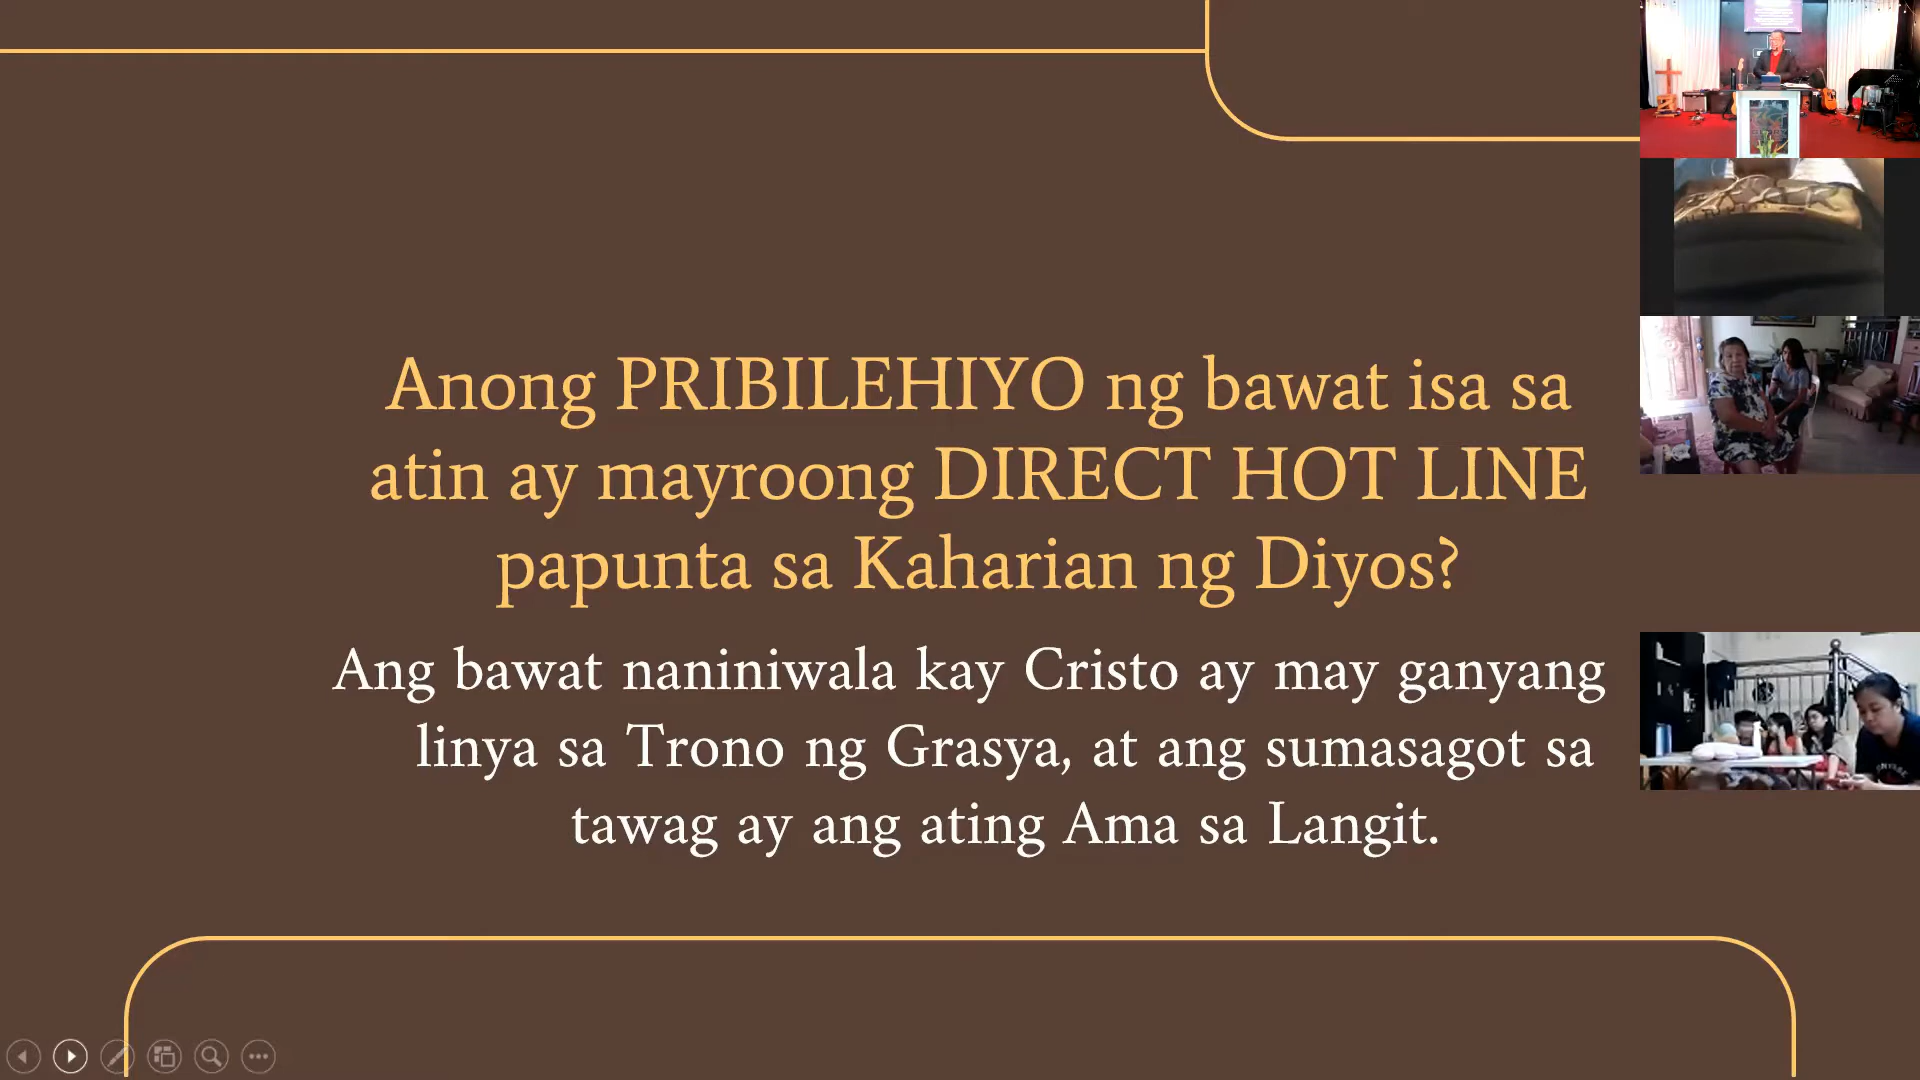 Anong PRIBILEHIYO ng bawat isa sa
atin ay mayroong DIRECT HOT LINE
papunta sa Kaharian ng Diyos?
Ang bawat naniniwala kay Cristo ay may ganyang
linya sa Trono ng Grasya, at ang sumasagot sa
tawag ay ang ating Ama sa Langit.